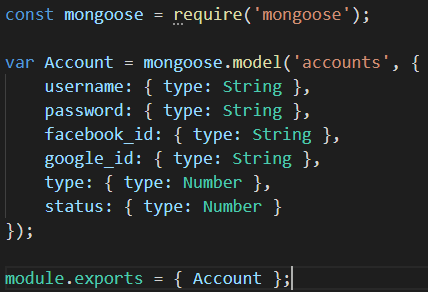 const mongoose = require('mongoose');
var Account = mongoose.model('accounts', {
username: { type: String },
password: { type: String },
facebook_id: { type: String },
google_id: { type: String },
type: { type: Number },
status: { type: Number }
});
module.exports = { Account };